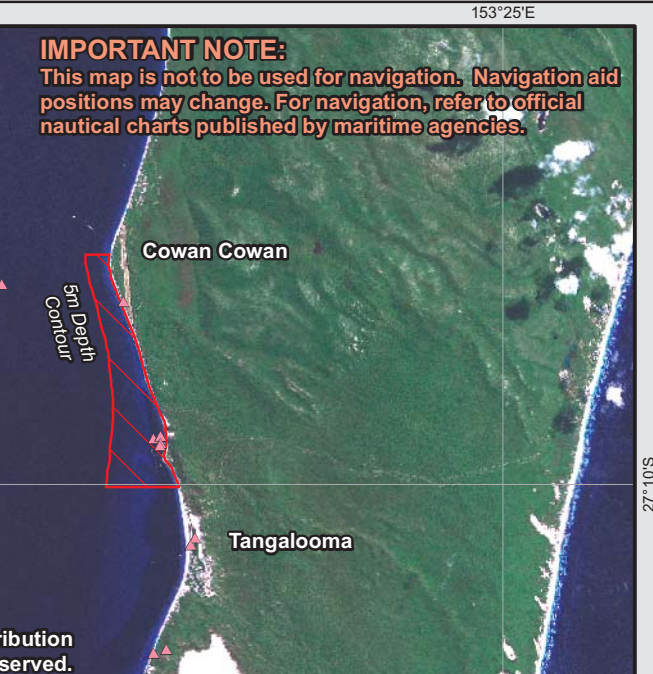 153°25'E
IMPORTANT NOTE:
This map is not to be used for navigation. Navigation aid
positions may change. For navigation, refer to official
nautical charts published by maritime agencies.
Cowan Cowan
5m Depth
Contour
27°10'S
Tangalooma
ribution
served.